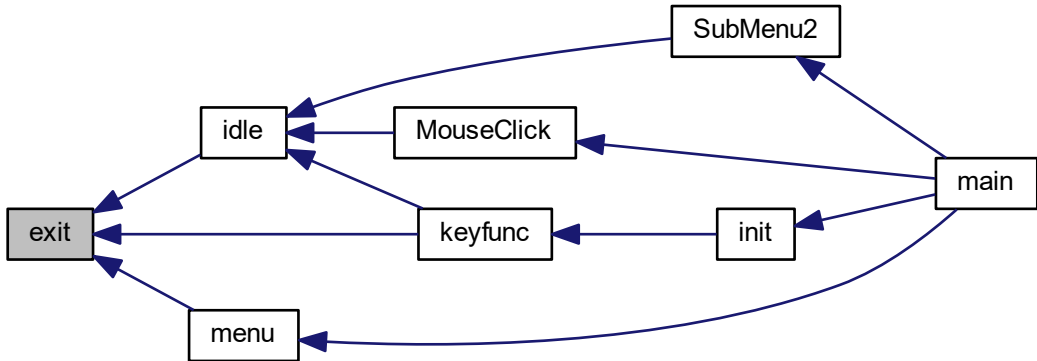 SubMenu2
idle
MouseClick
main
exit
keyfunc
init
menu